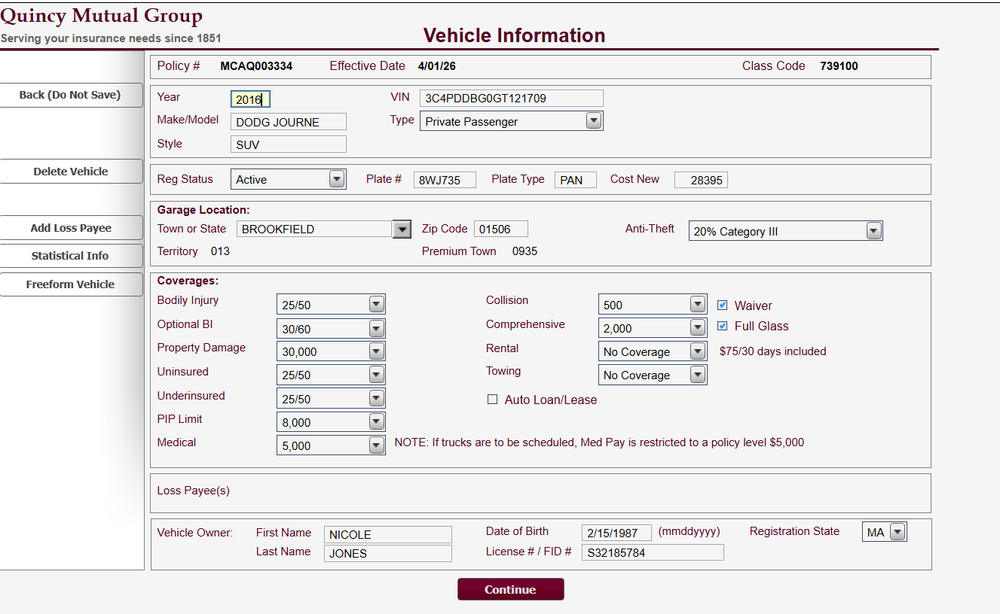 Quincy Mutual Group
Serving your insurance needs since 1851
Vehicle Information
Back (Do Not Save)
Delete Vehicle
Add Loss Payee
Statistical Info
Freeform Vehicle
Policy # MCAQ003334 Effective Date 4/01/26 Class Code 739100
Year 2016 VIN 3C4PDDBG0GT121709
Make/Model DODG JOURNE Type Private Passenger
Style SUV
Reg Status Active Plate # 8WJ735 Plate Type PAN Cost New 28395
Garage Location:
Town or State BROOKFIELD Zip Code 01506 Anti-Theft 20% Category III
Territory 013 Premium Town 0935
Coverages:
Bodily Injury 25/50 Collision 500 Waiver
Optional BI 30/60 Comprehensive 2,000 Full Glass
Property Damage 30,000 Rental No Coverage $75/30 days included
Uninsured 25/50 Towing No Coverage
Underinsured 25/50 Auto Loan/Lease
PIP Limit 8,000
Medical 5,000 NOTE: If trucks are to be scheduled, Med Pay is restricted to a policy level $5,000
Loss Payee(s)
Vehicle Owner: First Name NICOLE Date of Birth 2/15/1987 (mmddyyyy) Registration State MA
Last Name JONES License # / FID # S32185784
Continue